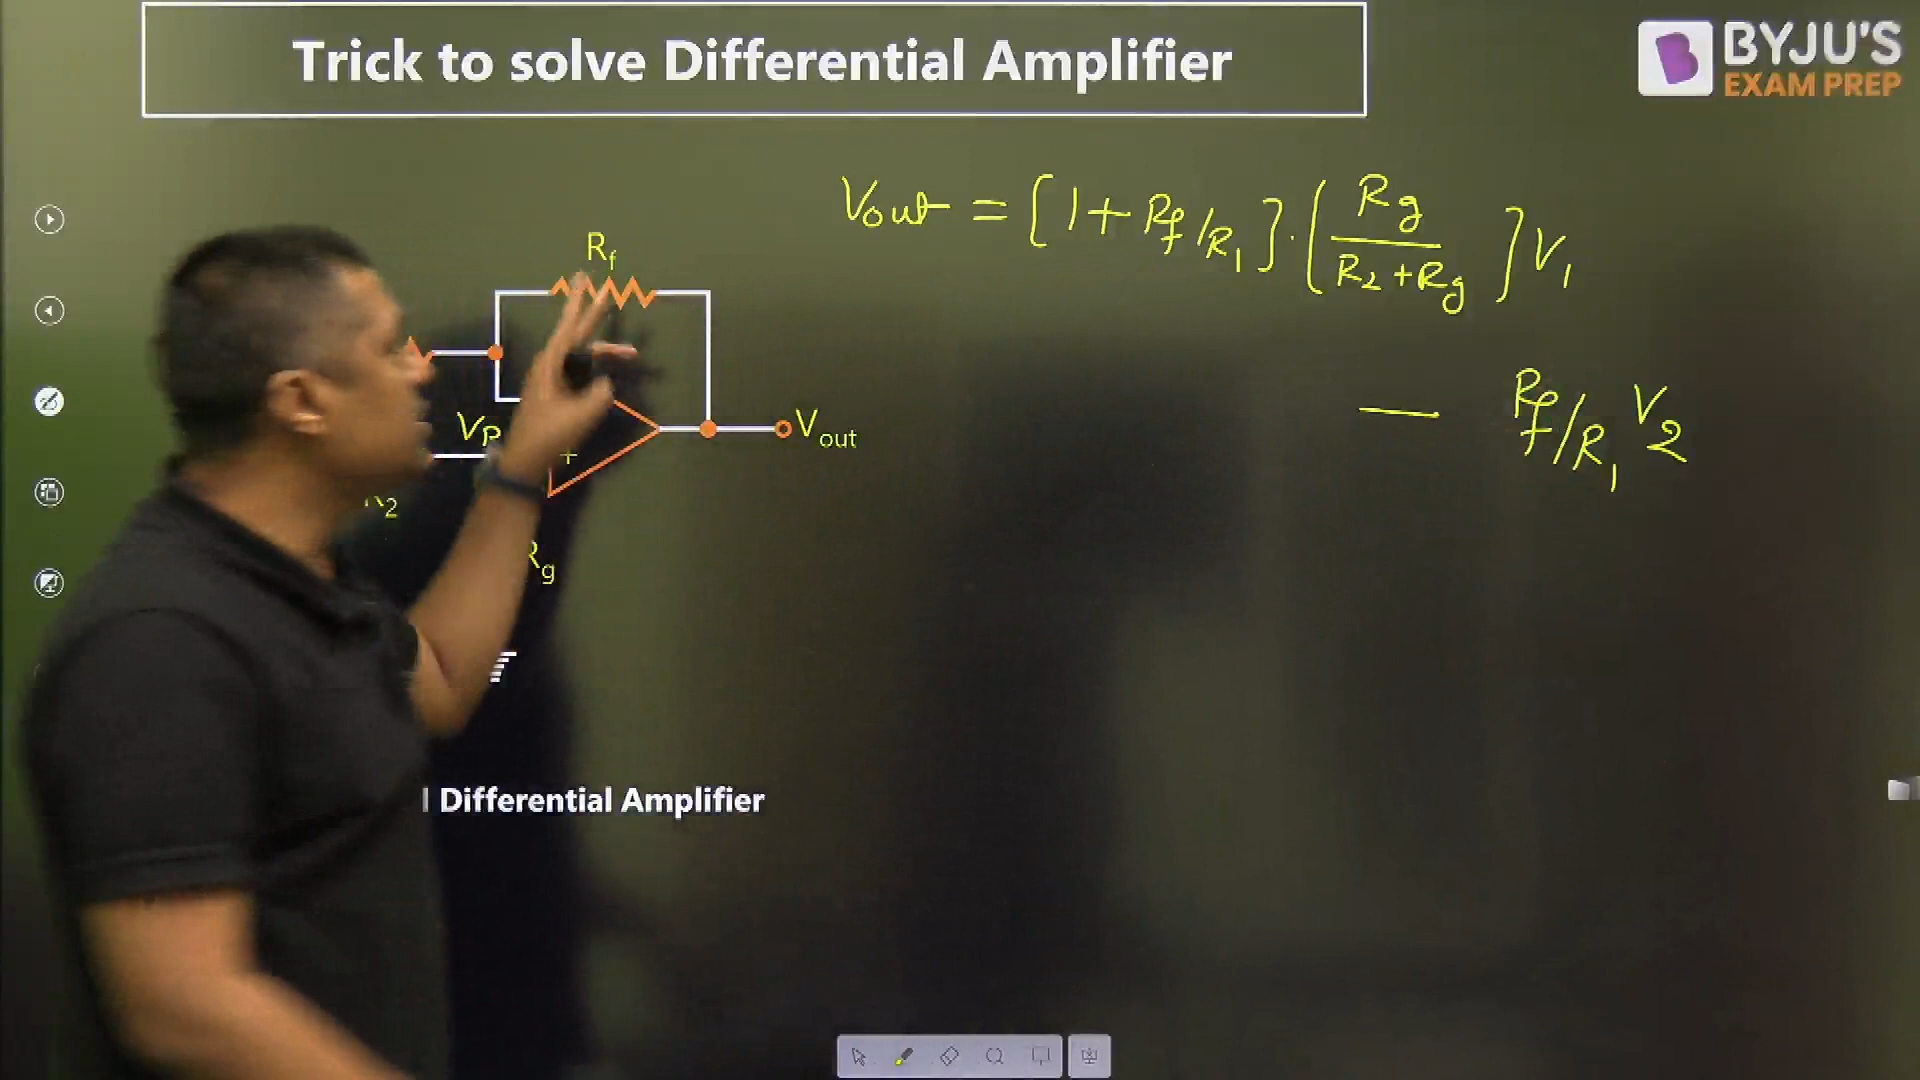 Trick to solve Differential Amplifier
BYJU'S
EXAM PREP
Vout = [1 + Rf/R1] . (Rg / R2 + Rg] V1
— Rf/R1 V2
Rf
VP
+
Vout
R2
Rg
Differential Amplifier